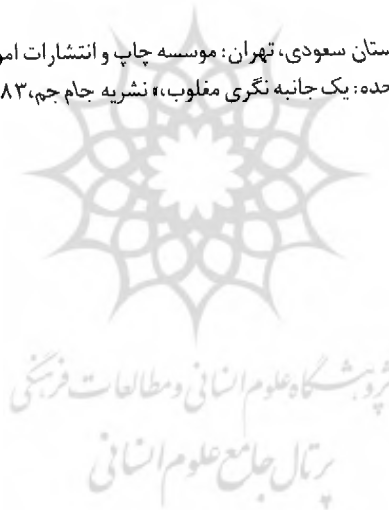 ستان سعودی، تهران: موسسه چاپ و انتشارات
حده: یک جانبه نگری مغلوب،» نشریه جام جم، ۸۳
پژوهشگاه علوم انسانی و مطالعات فرهنگی
پرتال جامع علوم انسانی